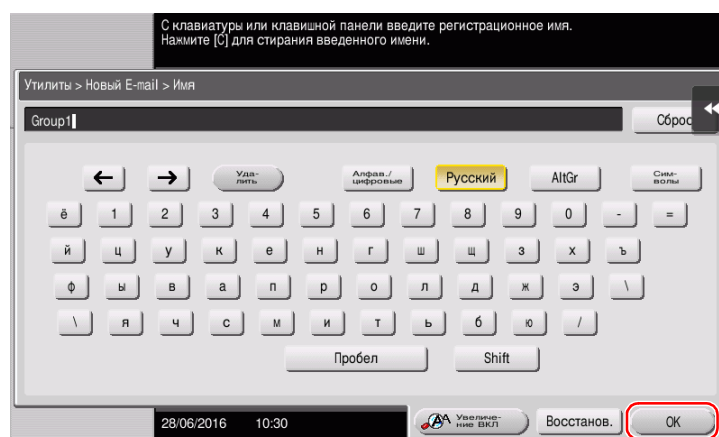 С клавиатуры или клавишной панели введите регистрационное имя.
Нажмите [C] для стирания введенного имени.
Утилиты > Новый E-mail > Имя
Group1
Сброс
← → Уда-
лить
Алфав./
цифровые
Русский AltGr Сим-
волы
ё 1 2 3 4 5 6 7 8 9 0 - =
й ц у к е н г ш щ з х ъ
ф ы в а п р о л д ж э \
\ я ч с м и т ь б ю /
Пробел Shift
28/06/2016 10:30
Увеличе-
ние ВКЛ
Восстанов. OK